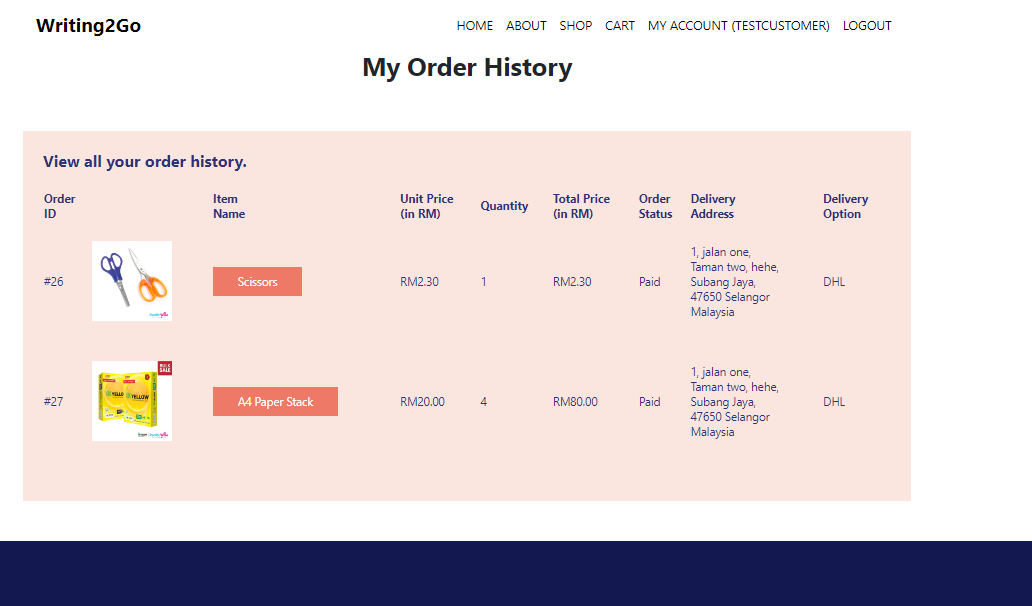 Writing2Go
HOME ABOUT SHOP CART MY ACCOUNT (TESTCUSTOMER) LOGOUT
My Order History
View all your order history.
Order ID Item Name Unit Price (in RM) Quantity Total Price (in RM) Order Status Delivery Address Delivery Option
#26 Scissors RM2.30 1 RM2.30 Paid
1, jalan one,
Taman two, hehe,
Subang Jaya,
47650 Selangor
Malaysia
DHL
SALE
YELLOW
#27 A4 Paper Stack RM20.00 4 RM80.00 Paid
1, jalan one,
Taman two, hehe,
Subang Jaya,
47650 Selangor
Malaysia
DHL